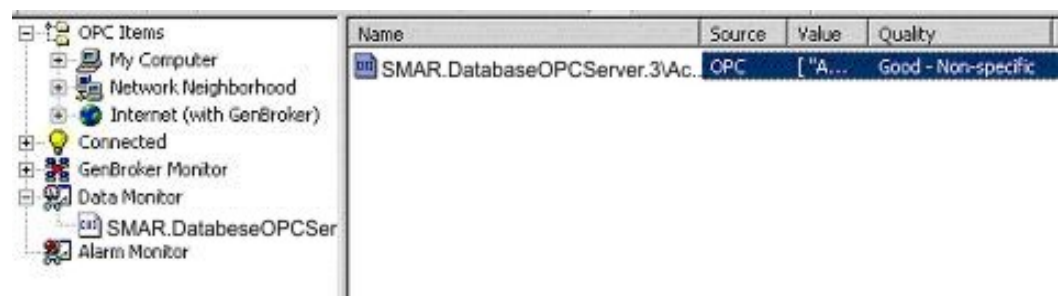 OPC Items
My Computer
Network Neighborhood
Internet (with GenBroker)
Connected
GenBroker Monitor
Data Monitor
SMAR.DatabeseOPCSer
Alarm Monitor
Name Source Value Quality
SMAR.DatabaseOPCServer.3\Ac.. OPC [ "A... Good - Non-specific